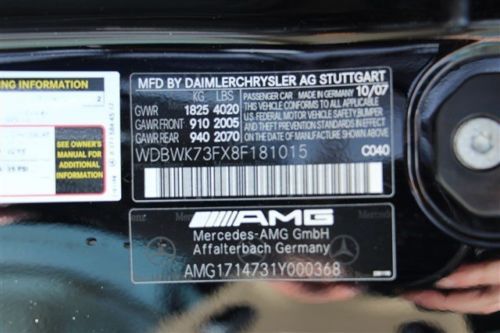 ING INFORMATION
SEE OWNER'S
MANUAL FOR
ADDITIONAL
INFORMATION
MFD BY DAIMLERCHRYSLER AG STUTTGART
KG LBS
GVWR 1825 4020
GAWR FRONT 910 2005
GAWR REAR 940 2070
PASSENGER CAR MADE IN GERMANY 10/07
THIS VEHICLE CONFORMS TO ALL APPLICABLE
U.S. FEDERAL MOTOR VEHICLE SAFETY, BUMPER,
AND THEFT PREVENTION STANDARDS IN EFFECT
ON THE DATE OF MANUFACTURE SHOWN ABOVE.
WDBWK73FX8F181015 C040
AMG
Mercedes-AMG GmbH
Affalterbach Germany
AMG1714731Y000368